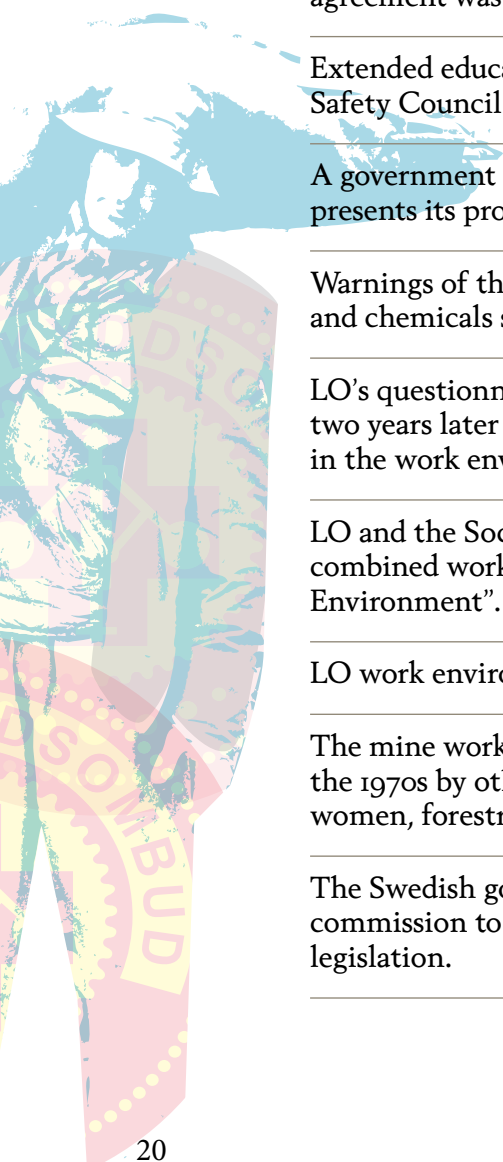 agreement was
Extended educa
Safety Council
A government
presents its pro
Warnings of th
and chemicals s
LO's questionn
two years later
in the work env
LO and the Soc
combined work
Environment”.
LO work enviro
The mine work
the 1970s by ot
women, forestr
The Swedish go
commission to
legislation.
DSOMBUD
20